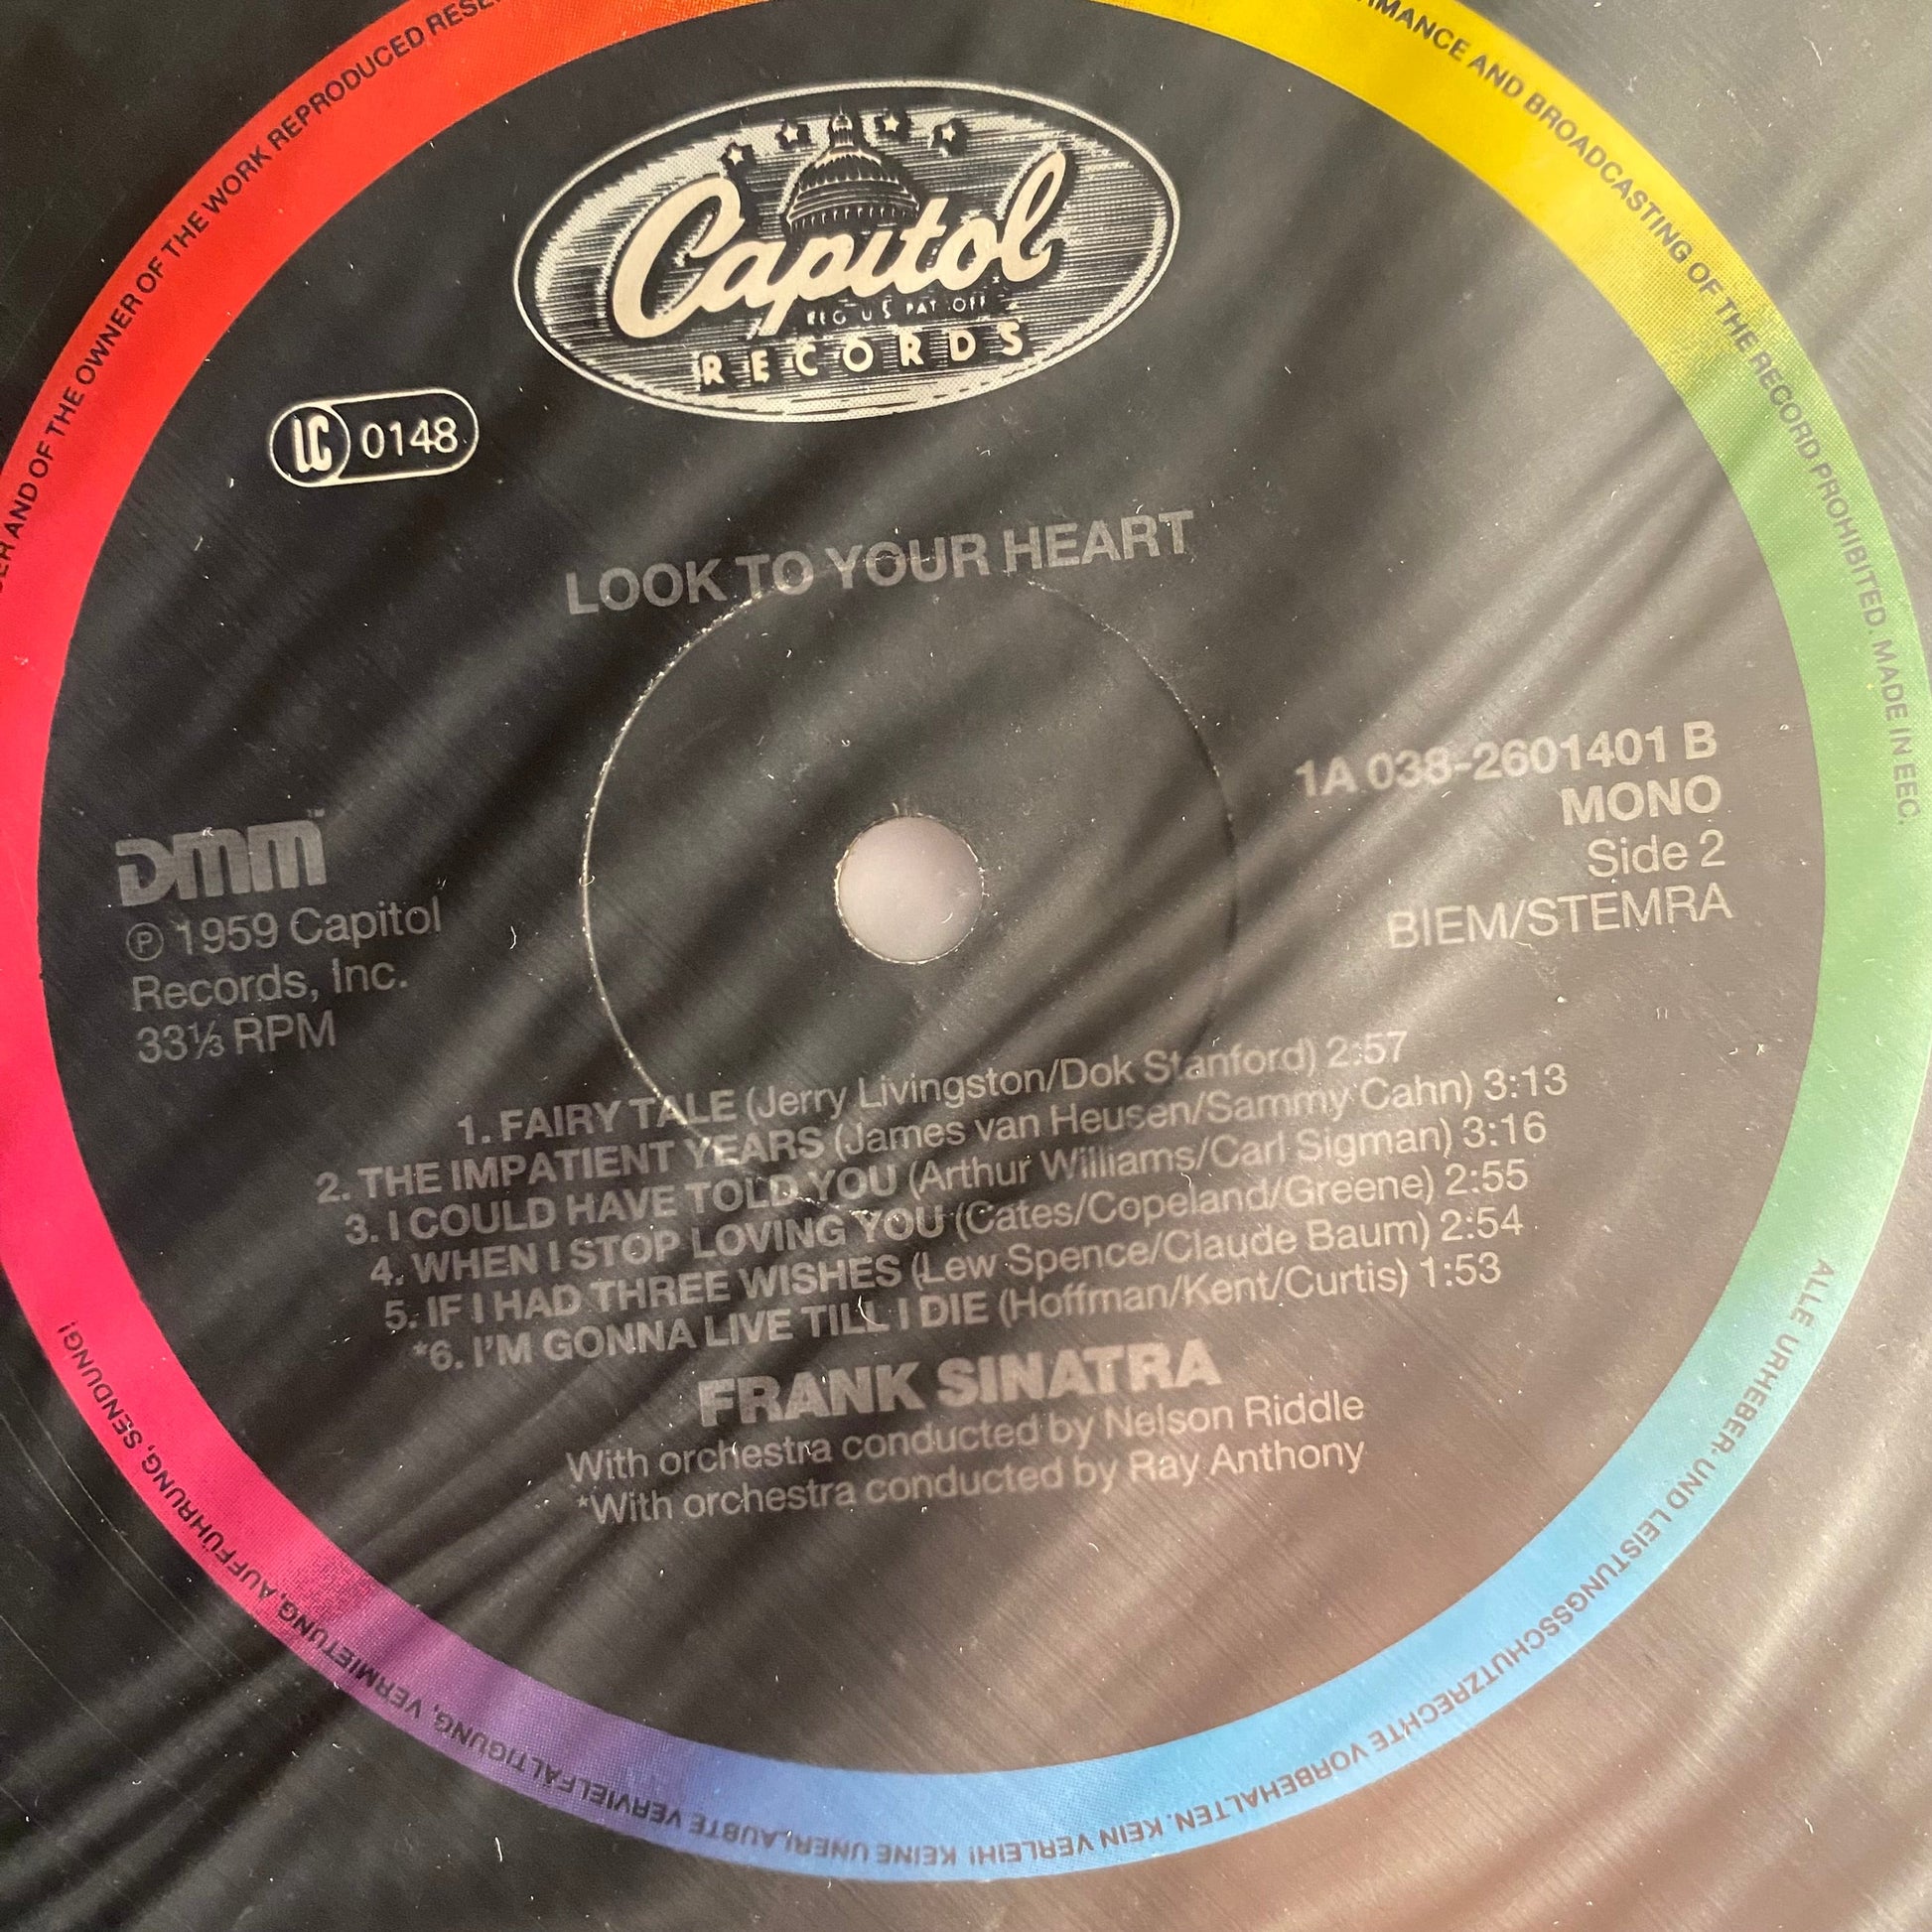 Capitol
REG U S PAT OFF
RECORDS
LC 0148
LOOK TO YOUR HEART
1A 038-2601401 B
MONO
Side 2
BIEM/STEMRA
DMM™
℗ 1959 Capitol
Records, Inc.
33⅓ RPM
1. FAIRY TALE (Jerry Livingston/Dok Stanford) 2:57
2. THE IMPATIENT YEARS (James van Heusen/Sammy Cahn) 3:13
3. I COULD HAVE TOLD YOU (Arthur Williams/Carl Sigman) 3:16
4. WHEN I STOP LOVING YOU (Cates/Copeland/Greene) 2:55
5. IF I HAD THREE WISHES (Lew Spence/Claude Baum) 2:54
*6. I'M GONNA LIVE TILL I DIE (Hoffman/Kent/Curtis) 1:53
FRANK SINATRA
With orchestra conducted by Nelson Riddle
*With orchestra conducted by Ray Anthony
AND OF THE OWNER OF THE WORK REPRODUCED
AND BROADCASTING OF THE RECORD PROHIBITED. MADE IN EEC.
ALLE URHEBER- UND LEISTUNGSSCHUTZRECHTE VORBEHALTEN. KEIN VERLEIH! KEINE UNERLAUBTE VERVIELFÄLTIGUNG, VERMIETUNG, AUFFÜHRUNG, SENDUNG!